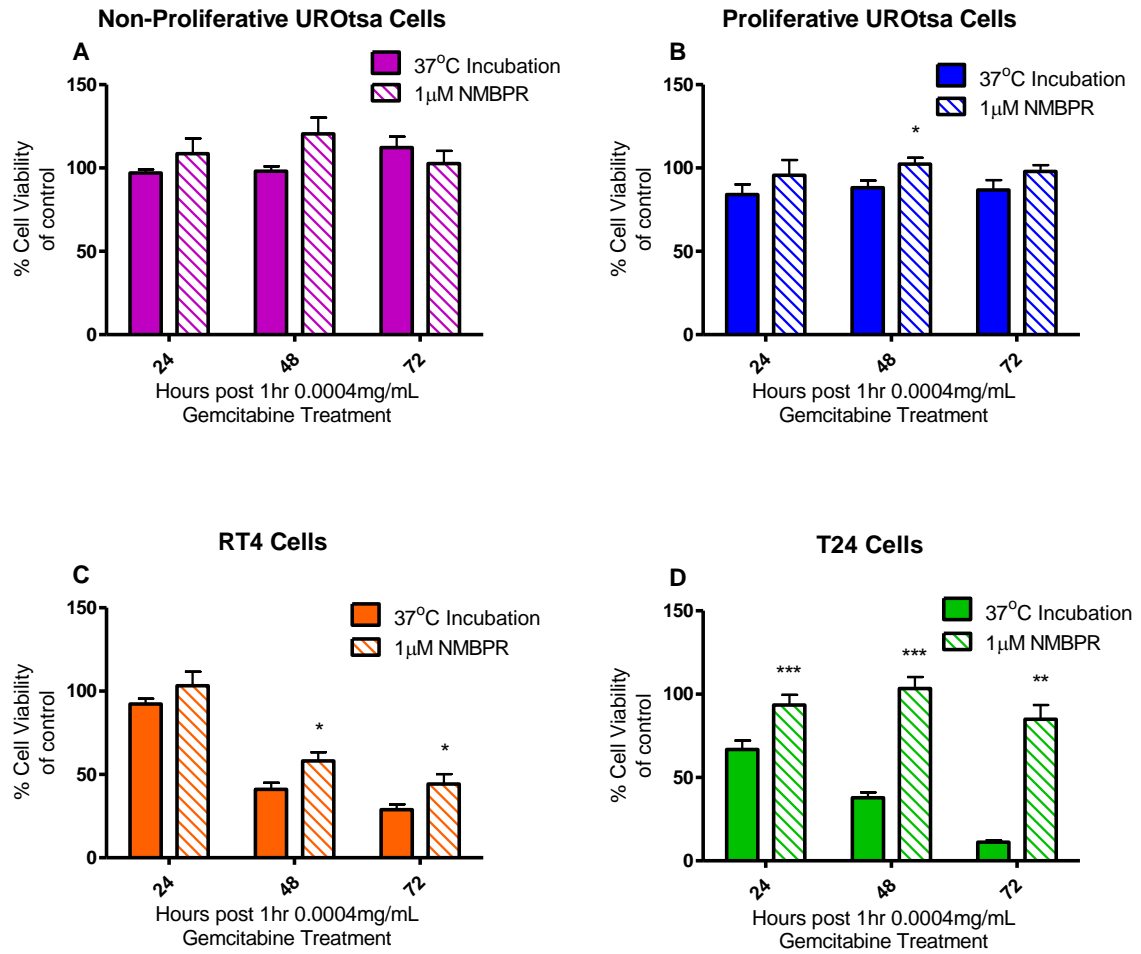 Non-Proliferative UROtsa Cells
A
37°C Incubation
1µM NMBPR
% Cell Viability
of control
150
100
50
0
24
48
72
Hours post 1hr 0.0004mg/mL
Gemcitabine Treatment
Proliferative UROtsa Cells
B
37°C Incubation
1µM NMBPR
% Cell Viability
of control
150
100
50
0
*
24
48
72
Hours post 1hr 0.0004mg/mL
Gemcitabine Treatment
RT4 Cells
C
37°C Incubation
1µM NMBPR
% Cell Viability
of control
150
100
50
0
*
*
24
48
72
Hours post 1hr 0.0004mg/mL
Gemcitabine Treatment
T24 Cells
D
37°C Incubation
1µM NMBPR
% Cell Viability
of control
150
100
50
0
***
***
**
24
48
72
Hours post 1hr 0.0004mg/mL
Gemcitabine Treatment